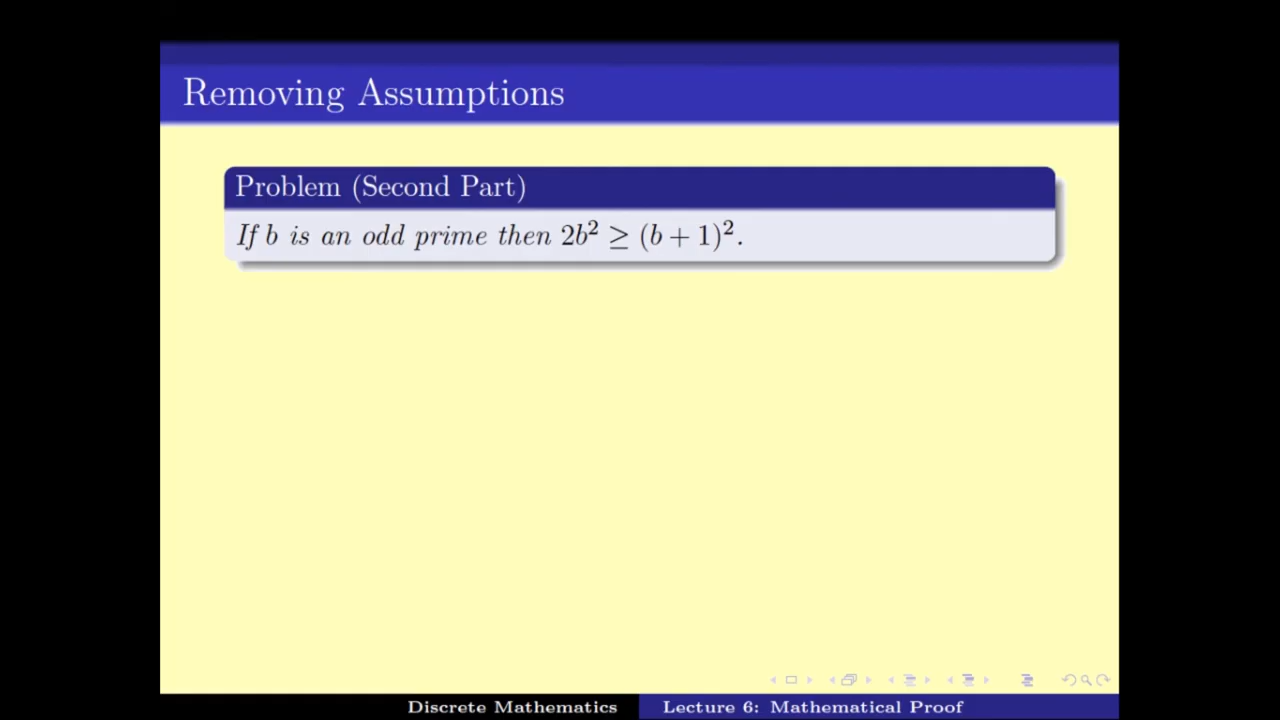 Removing Assumptions
Problem (Second Part)
If b is an odd prime then 2b² ≥ (b + 1)².
Discrete Mathematics
Lecture 6: Mathematical Proof